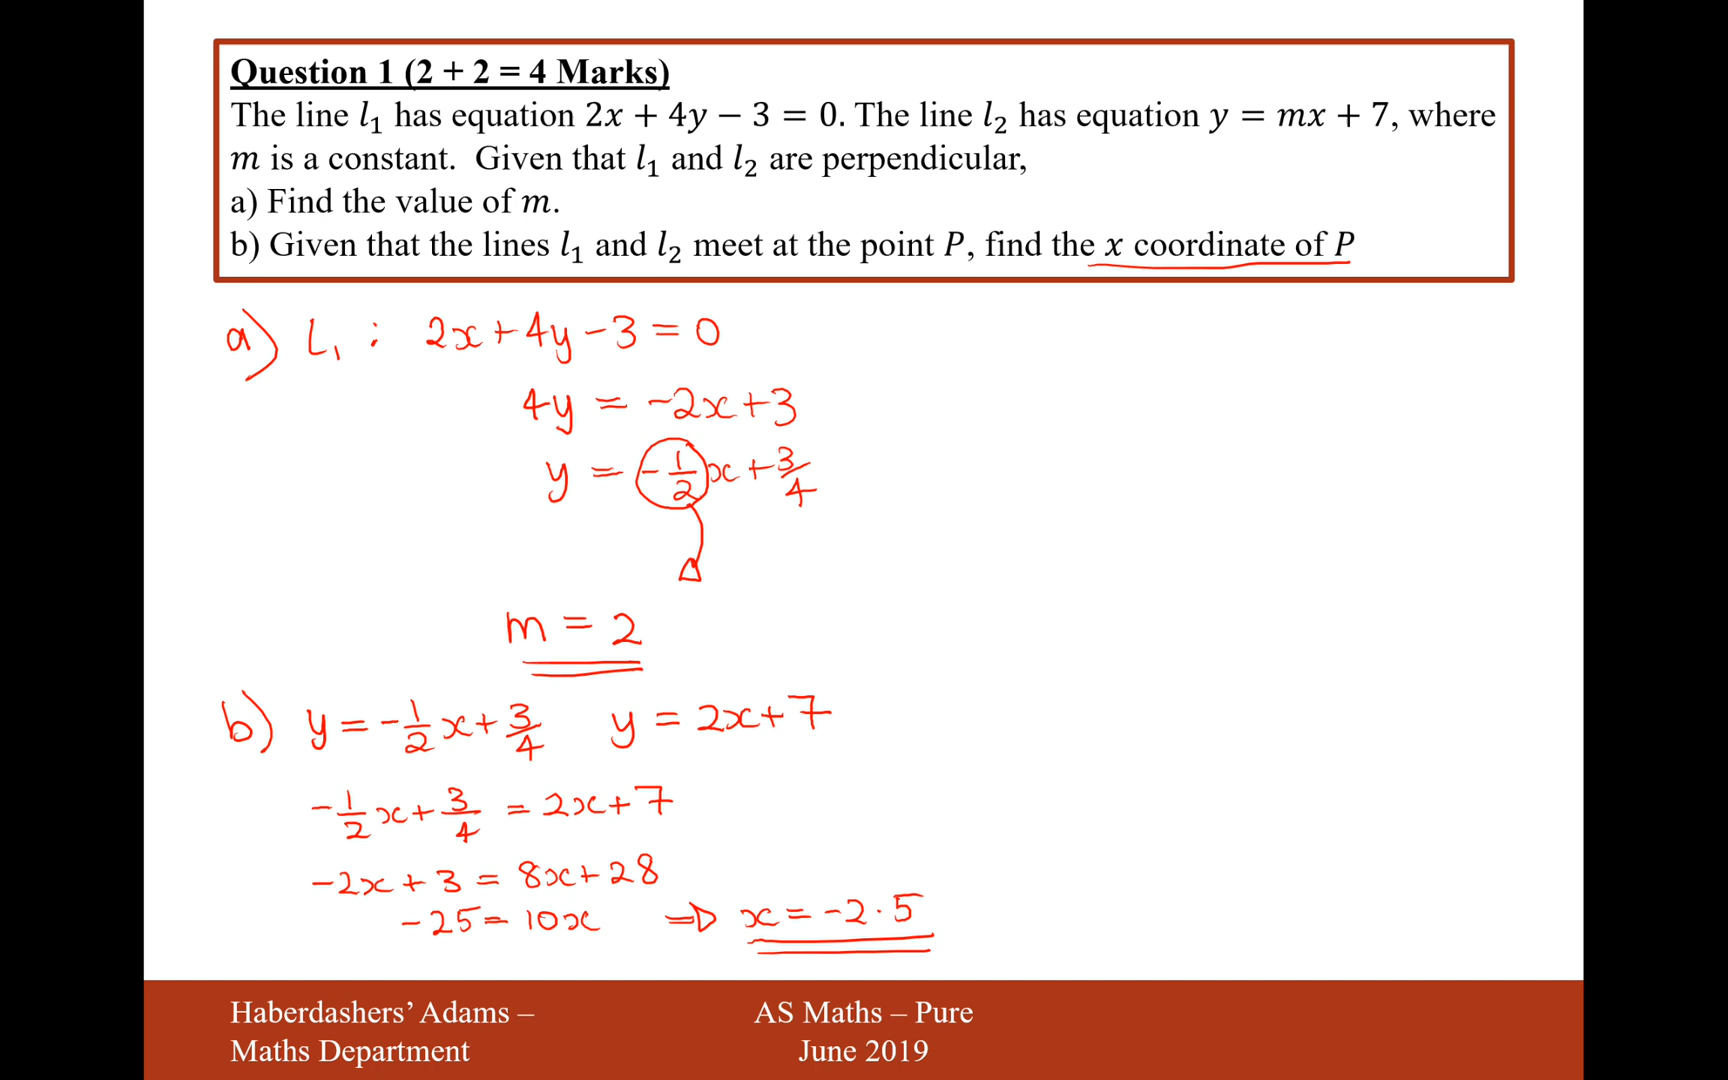 Question 1 (2 + 2 = 4 Marks)
The line l₁ has equation 2x + 4y − 3 = 0. The line l₂ has equation y = mx + 7, where
m is a constant.  Given that l₁ and l₂ are perpendicular,
a) Find the value of m.
b) Given that the lines l₁ and l₂ meet at the point P, find the x coordinate of P
a) L₁ : 2x+4y−3=0
4y = −2x+3
y = −1/2 x + 3/4
m = 2
b) y = −1/2 x + 3/4   y = 2x+7
−1/2 x + 3/4 = 2x+7
−2x+3 = 8x+28
−25 = 10x ⇒ x = −2.5
Haberdashers’ Adams –
Maths Department
AS Maths – Pure
June 2019